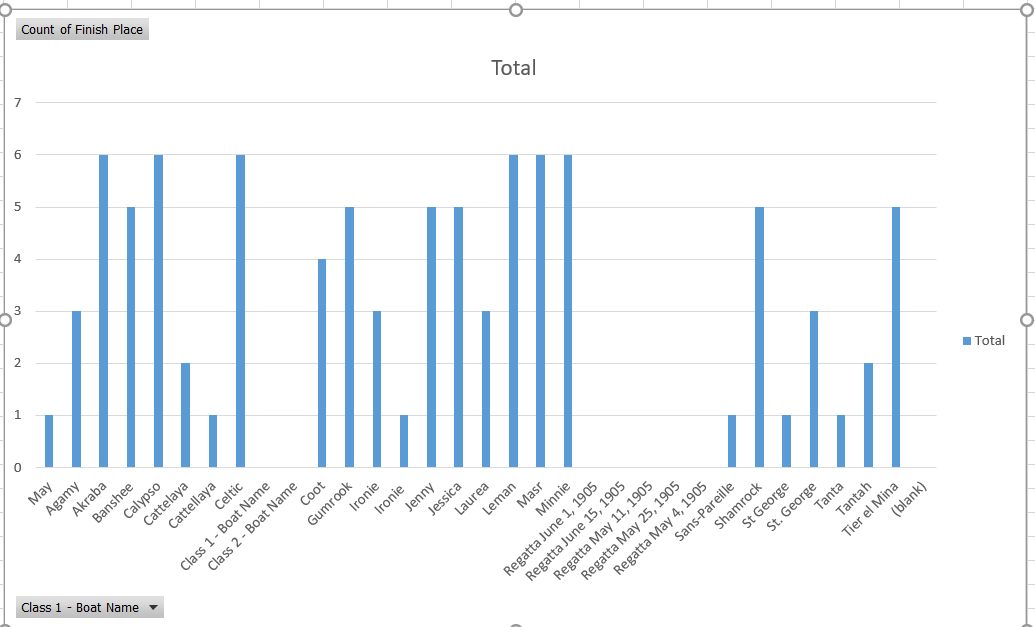 Count of Finish Place
Total
7
6
5
4
3
2
1
0
May
Agamy
Akraba
Banshee
Calypso
Cattelaya
Cattellaya
Celtic
Class 1 - Boat Name
Class 2 - Boat Name
Coot
Gumrook
Ironie
Ironie
Jenny
Jessica
Laurea
Leman
Masr
Minnie
Regatta June 1, 1905
Regatta June 15, 1905
Regatta May 11, 1905
Regatta May 25, 1905
Regatta May 4, 1905
Sans-Pareille
Shamrock
St George
St. George
Tanta
Tantah
Tier el Mina
(blank)
Total
Class 1 - Boat Name